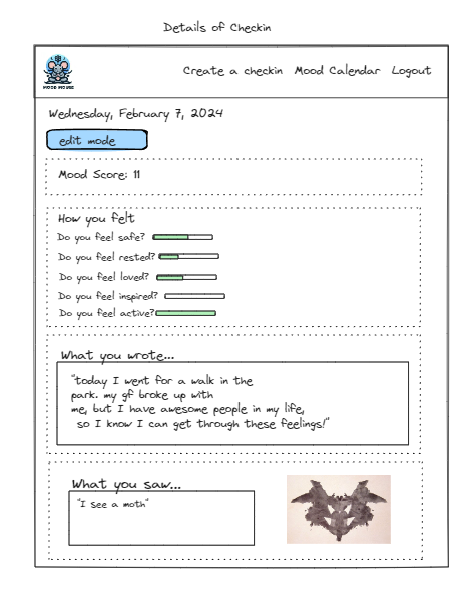 Details of Checkin
MOOD MOUSE
Create a checkin Mood Calendar Logout
Wednesday, February 7, 2024
edit mode
Mood Score: 11
How you felt
Do you feel safe?
Do you feel rested?
Do you feel loved?
Do you feel inspired?
Do you feel active?
What you wrote...
"today I went for a walk in the
park. my gf broke up with
me, but I have awesome people in my life,
so I know I can get through these feelings!"
What you saw...
"I see a moth"